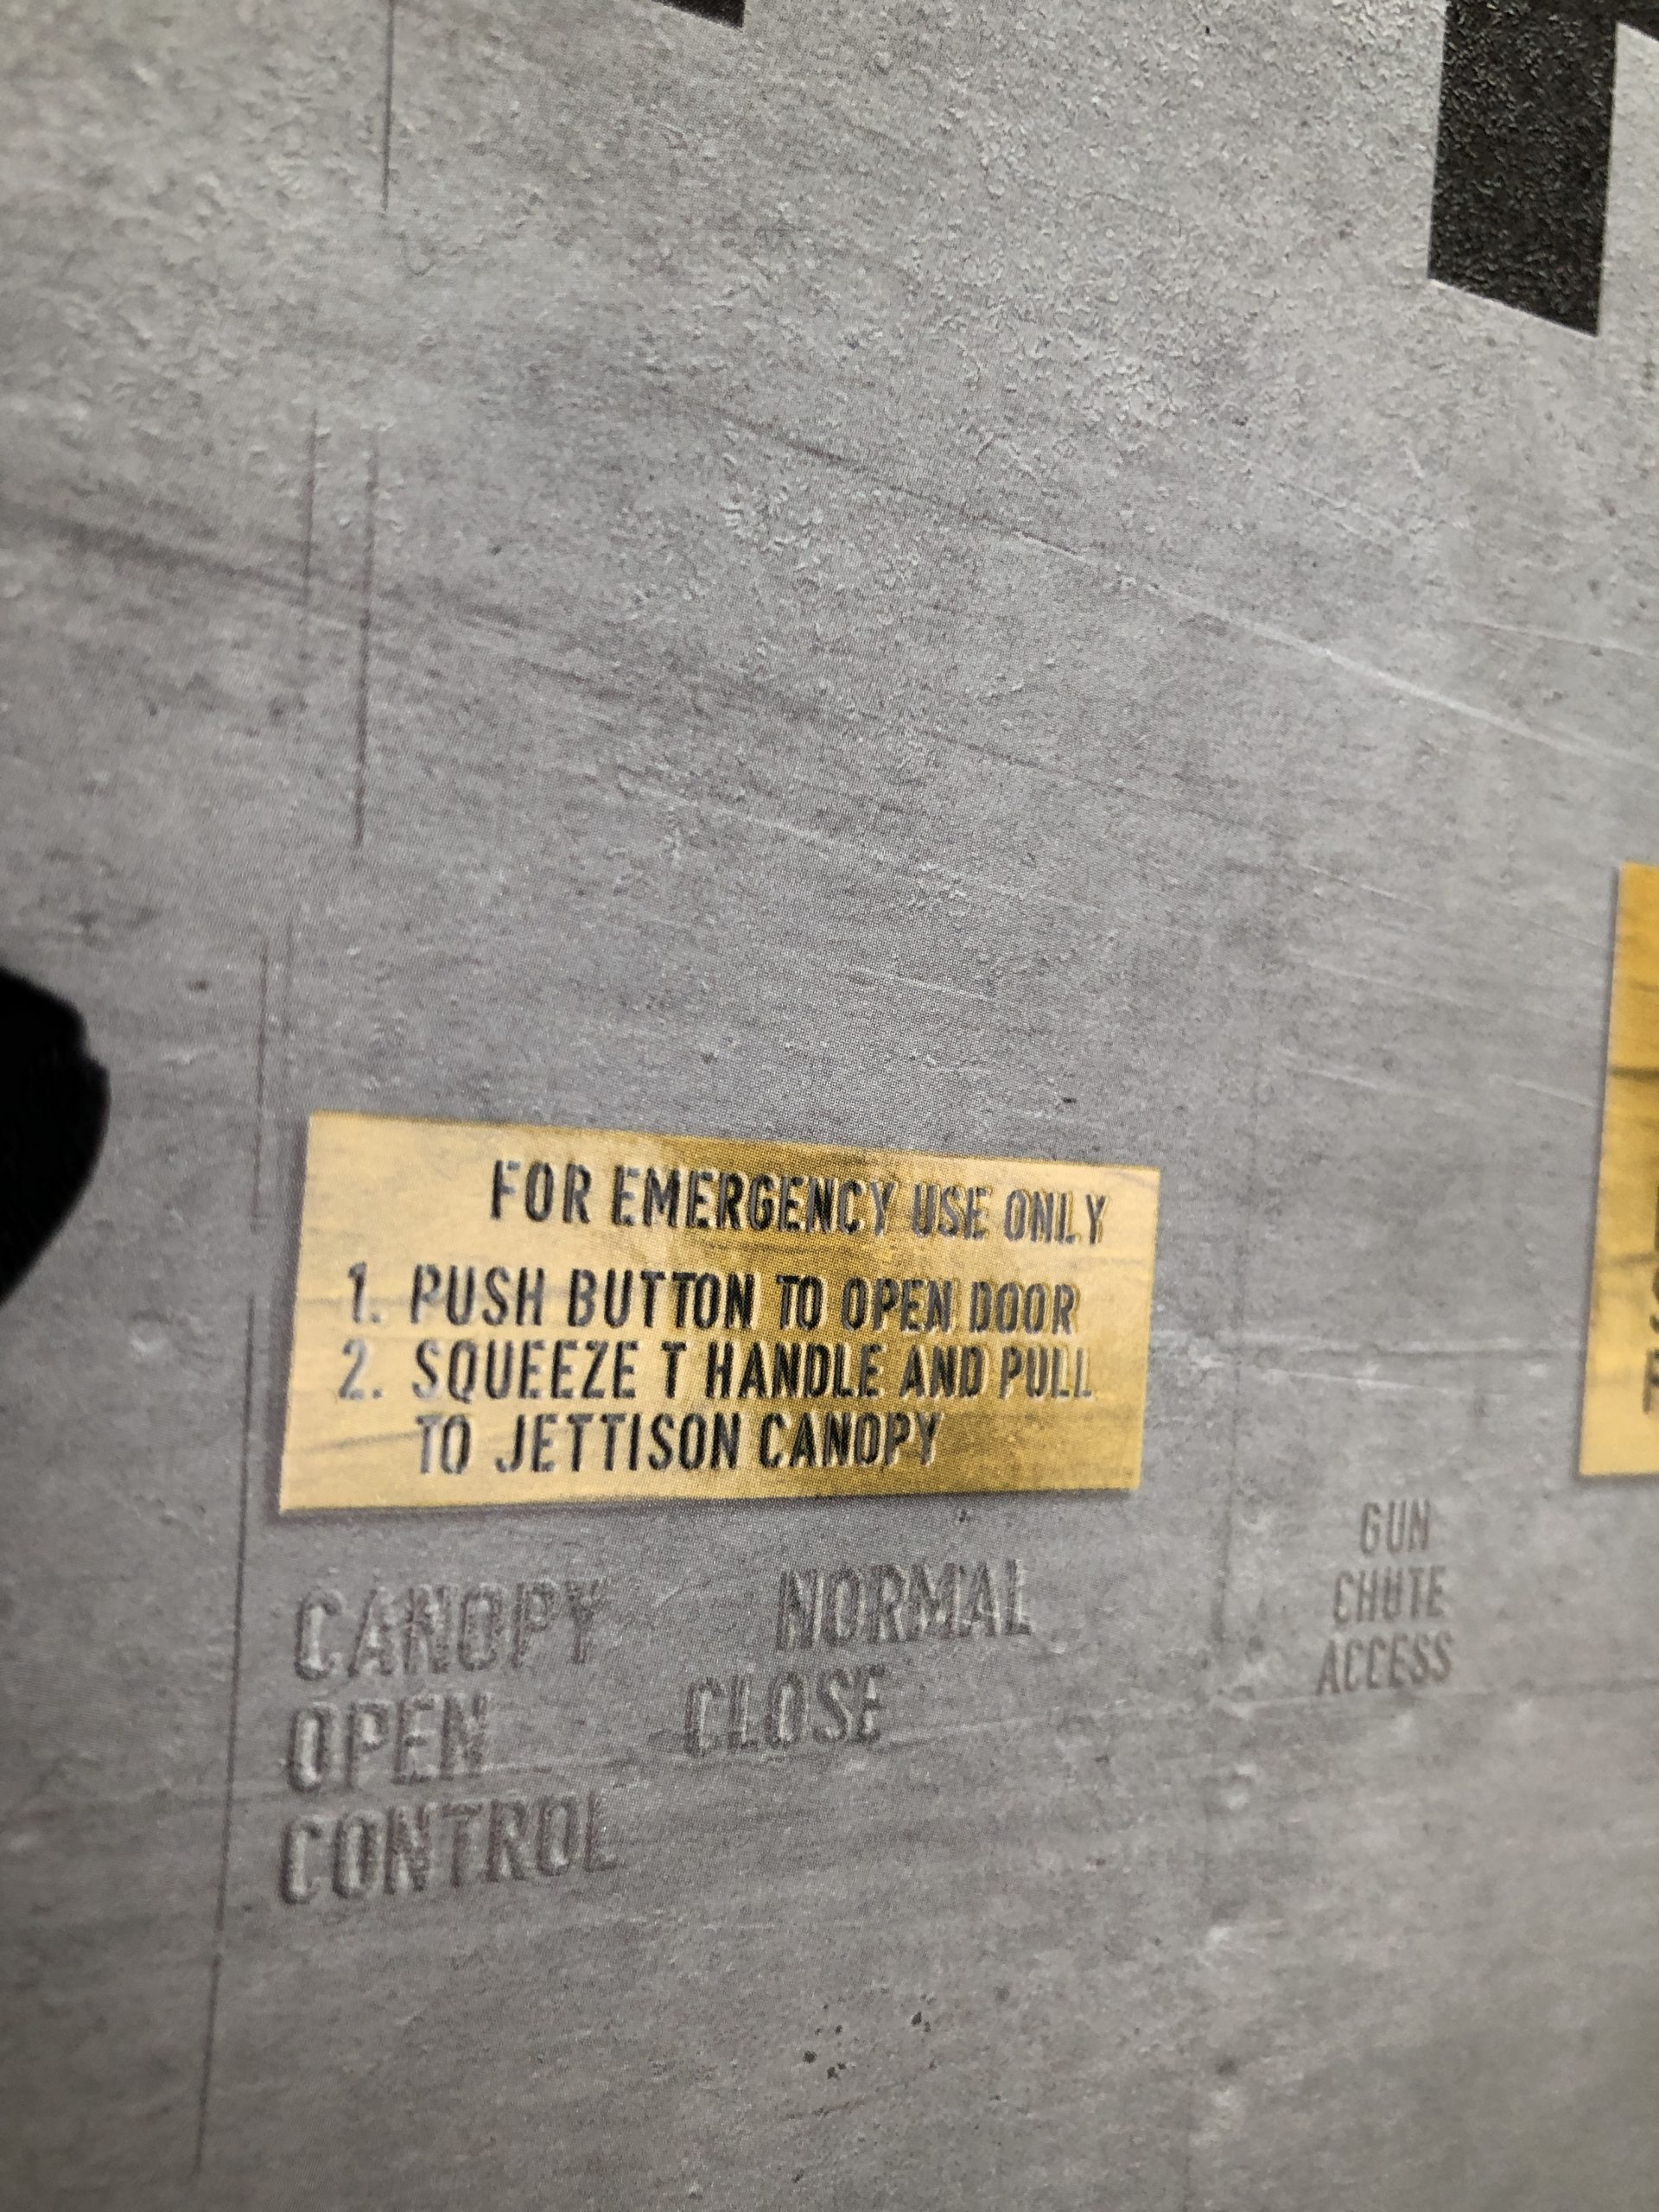 FOR EMERGENCY USE ONLY
1. PUSH BUTTON TO OPEN DOOR
2. SQUEEZE T HANDLE AND PULL
TO JETTISON CANOPY
CANOPY NORMAL
OPEN CLOSE
CONTROL
GUN
CHUTE
ACCESS